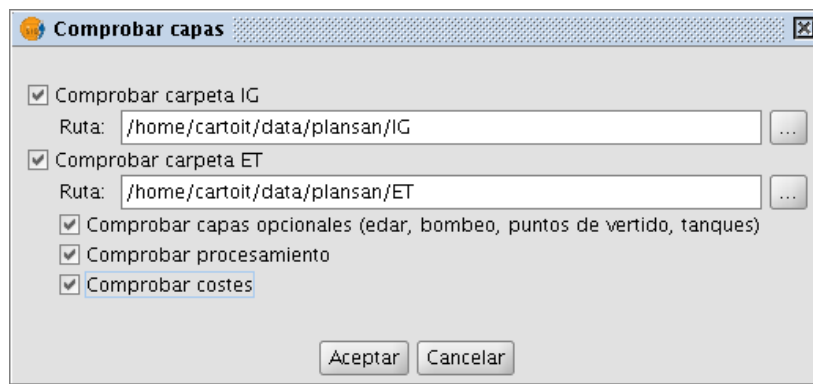 Comprobar capas
Comprobar carpeta IG
Ruta: /home/cartoit/data/plansan/IG ...
Comprobar carpeta ET
Ruta: /home/cartoit/data/plansan/ET ...
Comprobar capas opcionales (edar, bombeo, puntos de vertido, tanques)
Comprobar procesamiento
Comprobar costes
Aceptar Cancelar